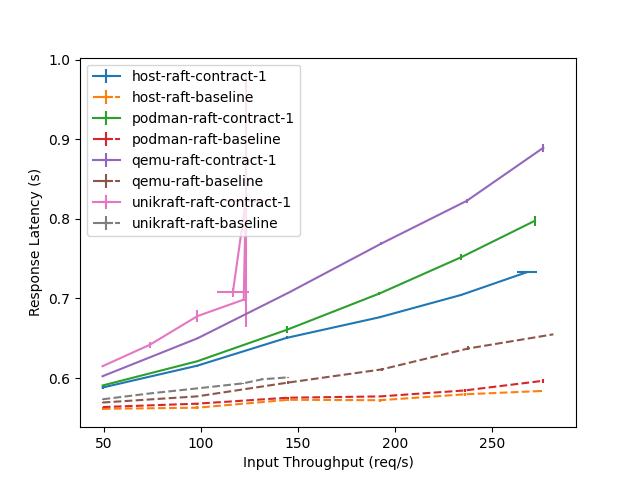 1.0
0.9
0.8
0.7
0.6
Response Latency (s)
host-raft-contract-1
host-raft-baseline
podman-raft-contract-1
podman-raft-baseline
qemu-raft-contract-1
qemu-raft-baseline
unikraft-raft-contract-1
unikraft-raft-baseline
50 100 150 200 250
Input Throughput (req/s)